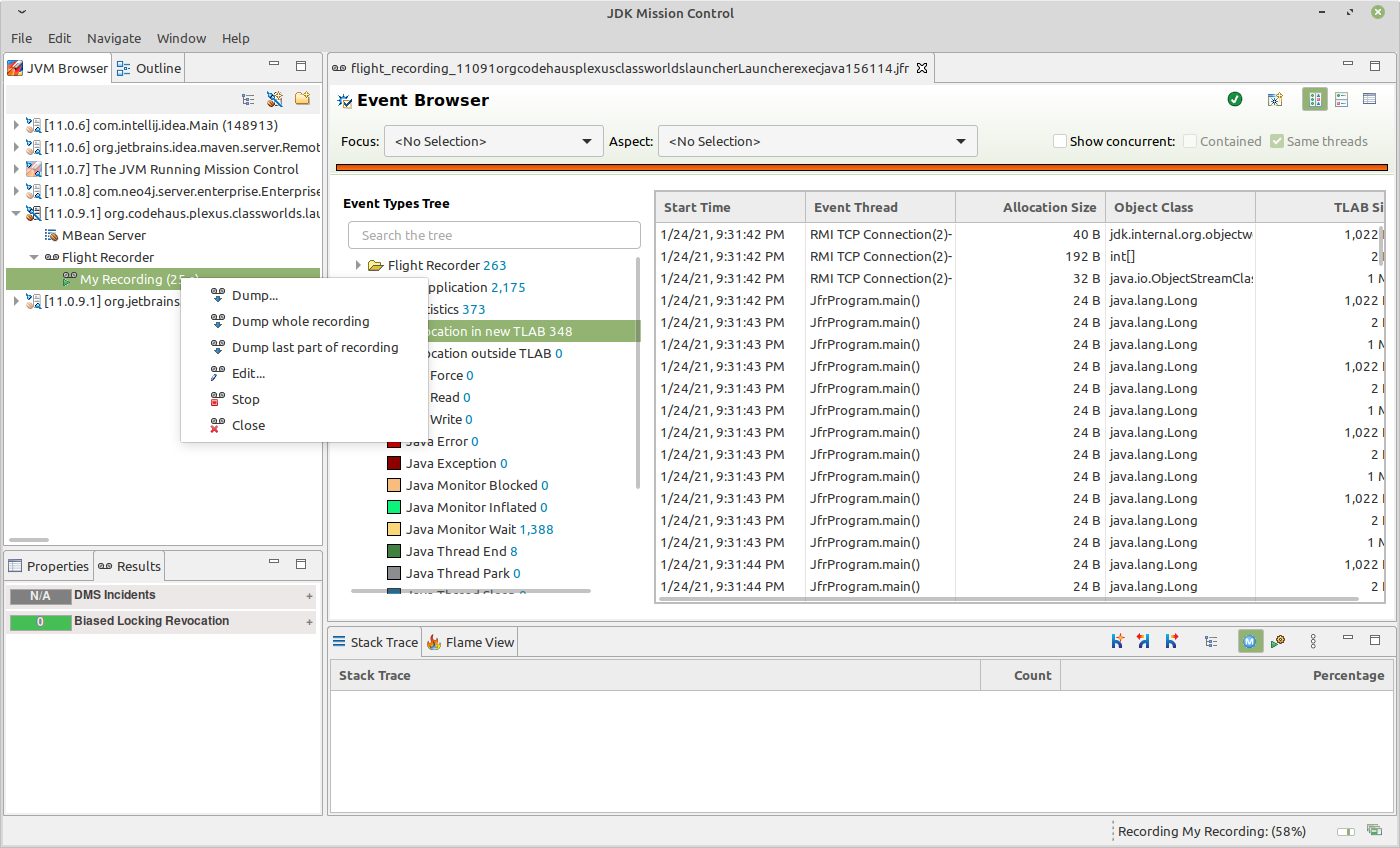 JDK Mission Control
File Edit Navigate Window Help
JVM Browser Outline
[11.0.6] com.intellij.idea.Main (148913)
[11.0.6] org.jetbrains.idea.maven.server.Remot
[11.0.7] The JVM Running Mission Control
[11.0.8] com.neo4j.server.enterprise.Enterprise
[11.0.9.1] org.codehaus.plexus.classworlds.lau
MBean Server
Flight Recorder
My Recording (25
[11.0.9.1] org.jetbrains
Dump...
Dump whole recording
Dump last part of recording
Edit...
Stop
Close
Properties Results
N/A DMS Incidents +
0 Biased Locking Revocation +
flight_recording_11091orgcodehausplexusclassworldslauncherLauncherexecjava156114.jfr
Event Browser
Focus: <No Selection> Aspect: <No Selection> Show concurrent: Contained Same threads
Event Types Tree
Search the tree
Flight Recorder 263
pplication 2,175
tistics 373
ocation in new TLAB 348
ocation outside TLAB 0
Force 0
Read 0
Write 0
Java Error 0
Java Exception 0
Java Monitor Blocked 0
Java Monitor Inflated 0
Java Monitor Wait 1,388
Java Thread End 8
Java Thread Park 0
Java Thread Sleep 0
Start Time Event Thread Allocation Size Object Class TLAB Si
1/24/21, 9:31:42 PM RMI TCP Connection(2)- 40 B jdk.internal.org.objectw 1,022
1/24/21, 9:31:42 PM RMI TCP Connection(2)- 192 B int[] 2
1/24/21, 9:31:42 PM RMI TCP Connection(2)- 32 B java.io.ObjectStreamClas 1 M
1/24/21, 9:31:43 PM JfrProgram.main() 24 B java.lang.Long 1,022
1/24/21, 9:31:43 PM JfrProgram.main() 24 B java.lang.Long 2
1/24/21, 9:31:43 PM JfrProgram.main() 24 B java.lang.Long 1 M
1/24/21, 9:31:43 PM JfrProgram.main() 24 B java.lang.Long 1,022
1/24/21, 9:31:43 PM JfrProgram.main() 24 B java.lang.Long 2
1/24/21, 9:31:43 PM JfrProgram.main() 24 B java.lang.Long 1 M
1/24/21, 9:31:43 PM JfrProgram.main() 24 B java.lang.Long 1,022
1/24/21, 9:31:43 PM JfrProgram.main() 24 B java.lang.Long 2
1/24/21, 9:31:43 PM JfrProgram.main() 24 B java.lang.Long 1 M
1/24/21, 9:31:43 PM JfrProgram.main() 24 B java.lang.Long 1,022
1/24/21, 9:31:43 PM JfrProgram.main() 24 B java.lang.Long 2
1/24/21, 9:31:43 PM JfrProgram.main() 24 B java.lang.Long 1 M
1/24/21, 9:31:44 PM JfrProgram.main() 24 B java.lang.Long 1,022
1/24/21, 9:31:44 PM JfrProgram.main() 24 B java.lang.Long 2
Stack Trace Flame View
Stack Trace Count Percentage
Recording My Recording: (58%)